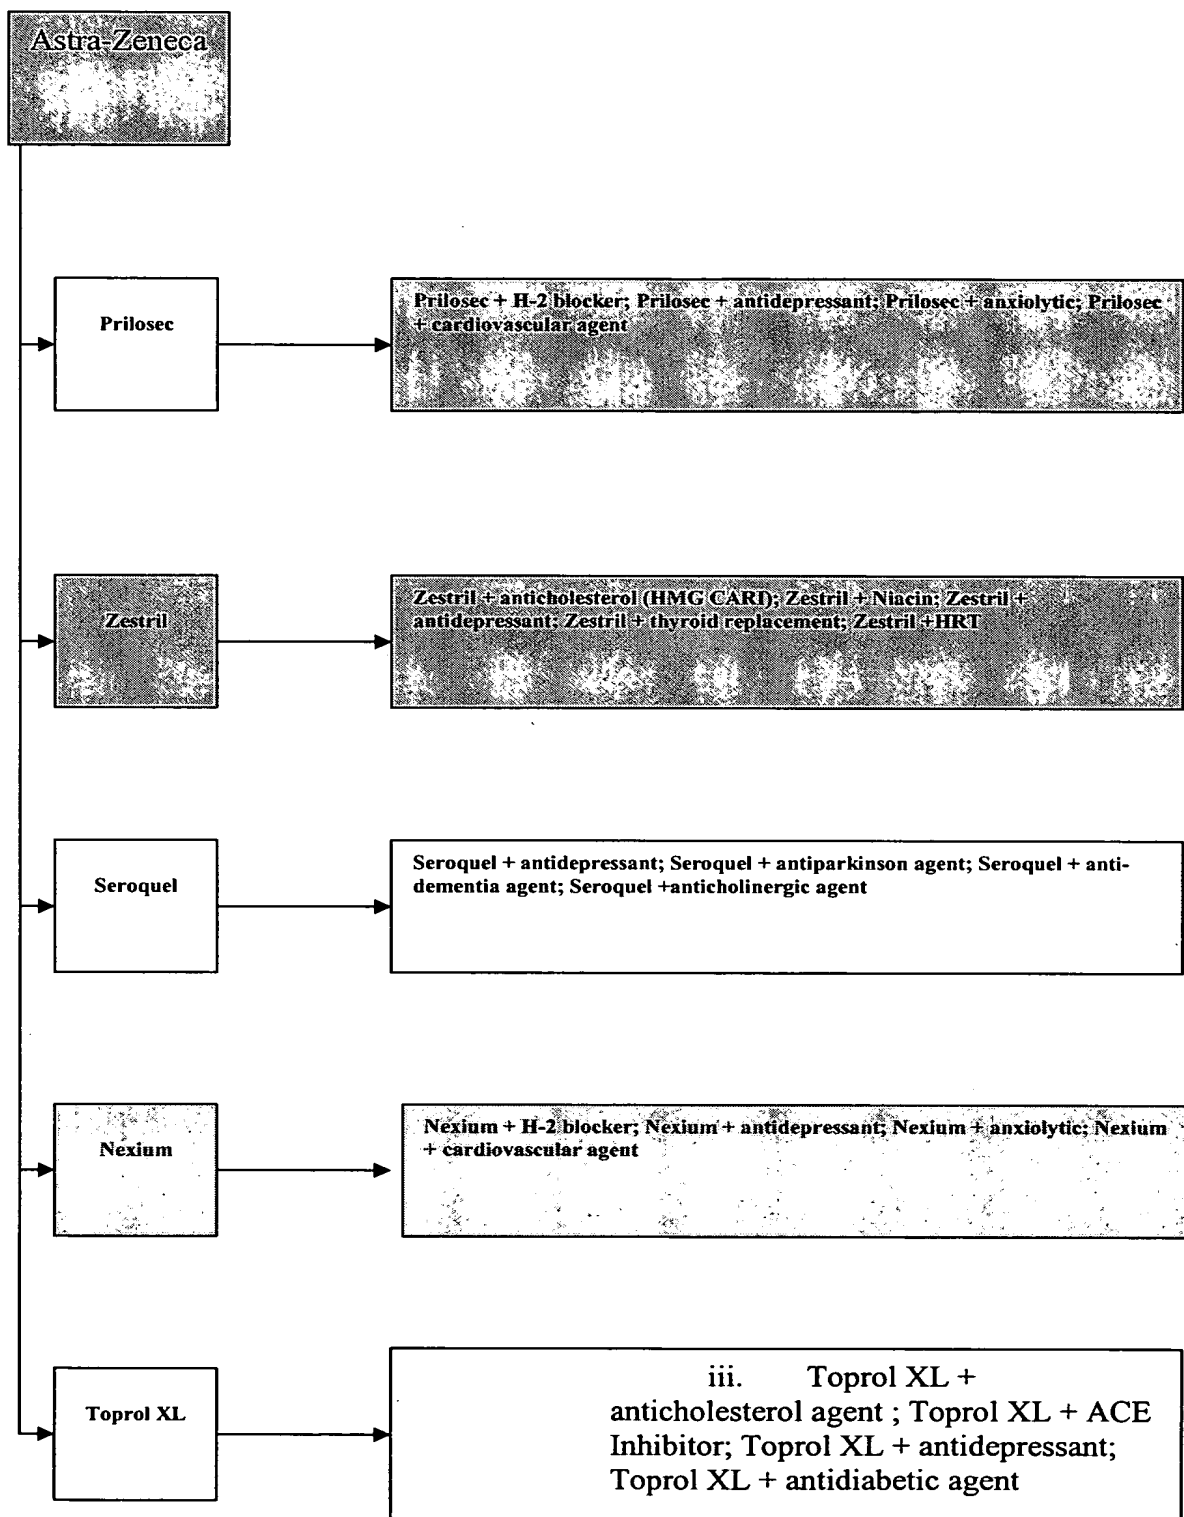 Astra-Zeneca
Prilosec
Prilosec + H-2 blocker; Prilosec + antidepressant; Prilosec + anxiolytic; Prilosec
+ cardiovascular agent
Zestril
Zestril + anticholesterol (HMG CARI); Zestril + Niacin; Zestril +
antidepressant; Zestril + thyroid replacement; Zestril +HRT
Seroquel
Seroquel + antidepressant; Seroquel + antiparkinson agent; Seroquel + anti-
dementia agent; Seroquel +anticholinergic agent
Nexium
Nexium + H-2 blocker; Nexium + antidepressant; Nexium + anxiolytic; Nexium
+ cardiovascular agent
Toprol XL
iii. Toprol XL +
anticholesterol agent ; Toprol XL + ACE
Inhibitor; Toprol XL + antidepressant;
Toprol XL + antidiabetic agent